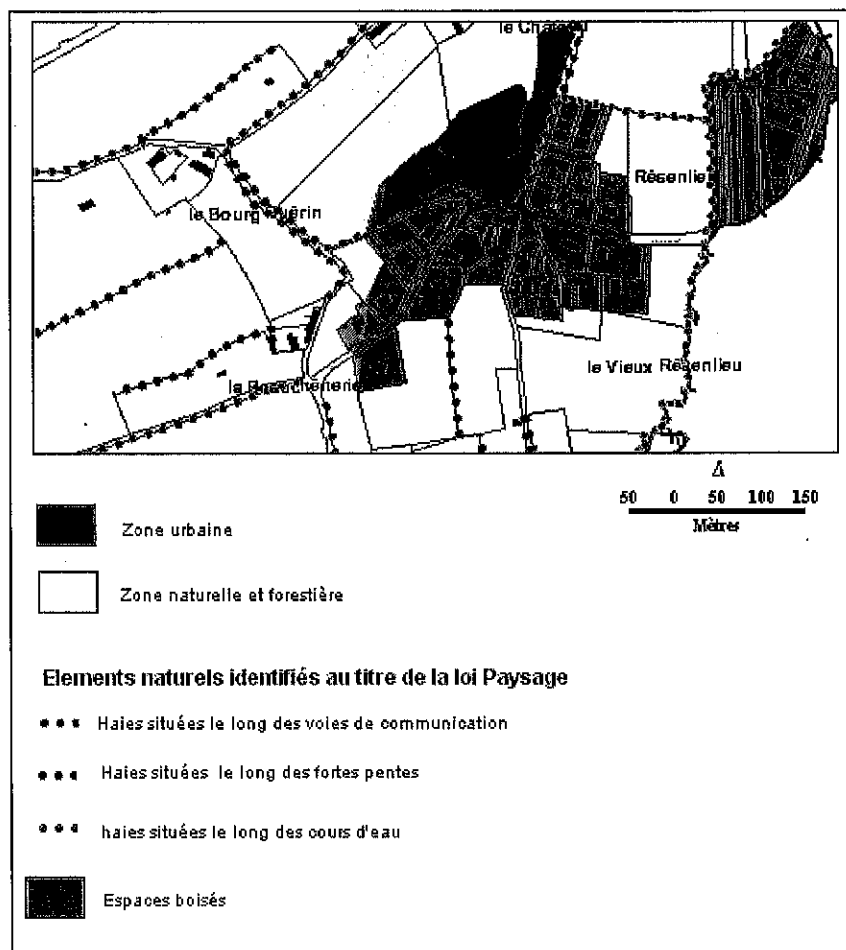 le Château
Résenlieu
le Bourg Guérin
le Vieux Résenlieu
50 0 50 100 150
Mètres
Zone urbaine
Zone naturelle et forestière
Elements naturels identifiés au titre de la loi Paysage
Haies situées le long des voies de communication
Haies situées le long des fortes pentes
haies situées le long des cours d'eau
Espaces boisés